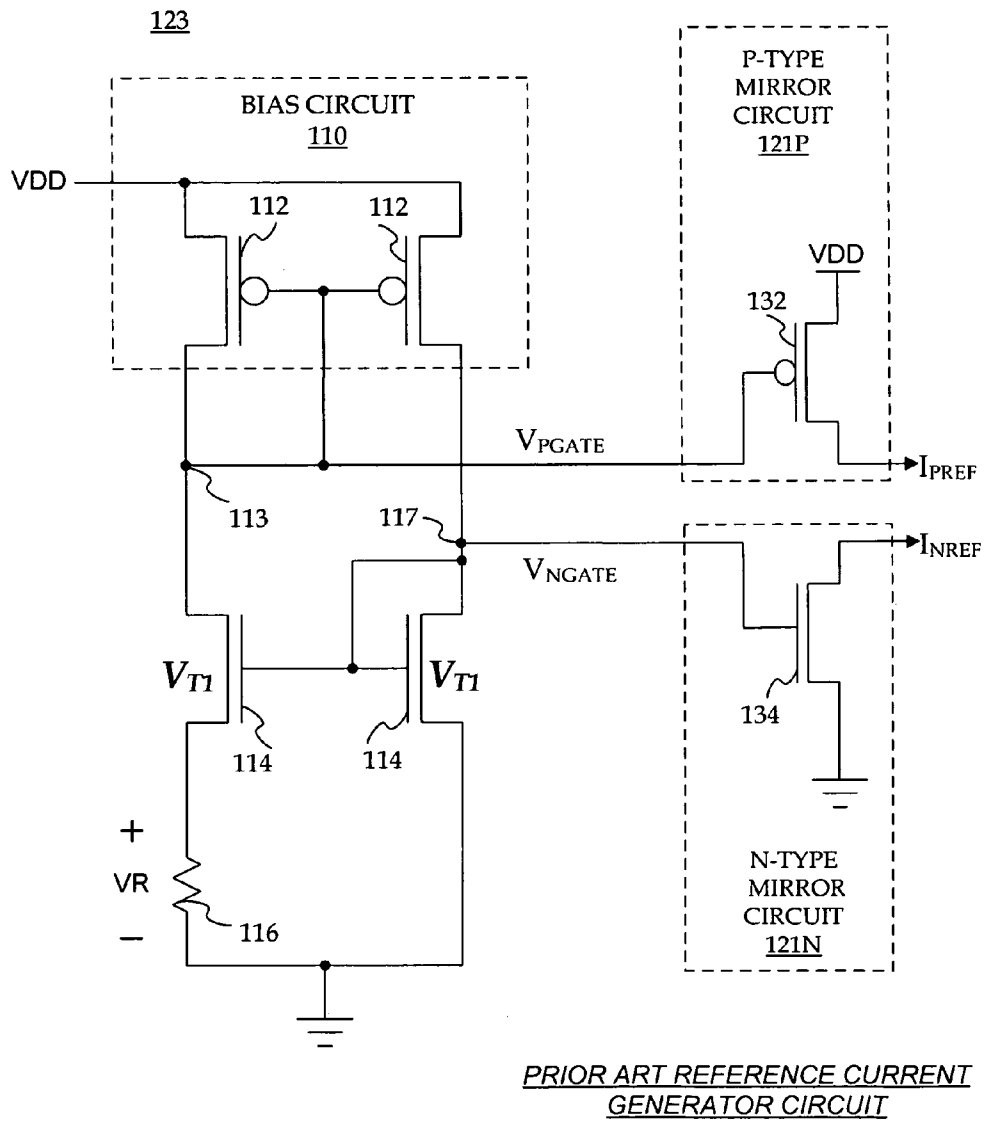 123
P-TYPE
MIRROR
CIRCUIT
121P
BIAS CIRCUIT
110
VDD
112
112
VDD
132
VPGATE
IPREF
113
117
VNGATE
INREF
VT1
VT1
134
114
114
+
VR
–
116
N-TYPE
MIRROR
CIRCUIT
121N
PRIOR ART REFERENCE CURRENT
GENERATOR CIRCUIT